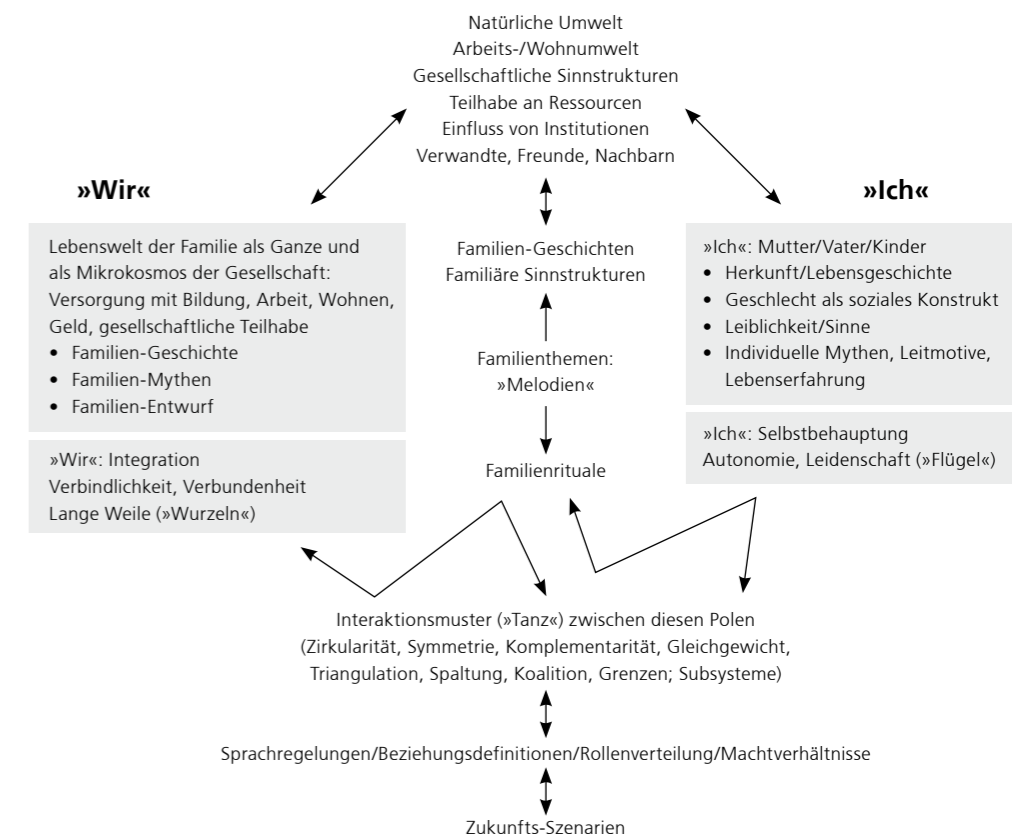 Natürliche Umwelt
Arbeits-/Wohnumwelt
Gesellschaftliche Sinnstrukturen
Teilhabe an Ressourcen
Einfluss von Institutionen
Verwandte, Freunde, Nachbarn
»Wir«
Lebenswelt der Familie als Ganze und
als Mikrokosmos der Gesellschaft:
Versorgung mit Bildung, Arbeit, Wohnen,
Geld, gesellschaftliche Teilhabe
• Familien-Geschichte
• Familien-Mythen
• Familien-Entwurf
»Wir«: Integration
Verbindlichkeit, Verbundenheit
Lange Weile (»Wurzeln«)
Familien-Geschichten
Familiäre Sinnstrukturen
Familienthemen:
»Melodien«
Familienrituale
»Ich«
»Ich«: Mutter/Vater/Kinder
• Herkunft/Lebensgeschichte
• Geschlecht als soziales Konstrukt
• Leiblichkeit/Sinne
• Individuelle Mythen, Leitmotive,
Lebenserfahrung
»Ich«: Selbstbehauptung
Autonomie, Leidenschaft (»Flügel«)
Interaktionsmuster (»Tanz«) zwischen diesen Polen
(Zirkularität, Symmetrie, Komplementarität, Gleichgewicht,
Triangulation, Spaltung, Koalition, Grenzen; Subsysteme)
Sprachregelungen/Beziehungsdefinitionen/Rollenverteilung/Machtverhältnisse
Zukunfts-Szenarien